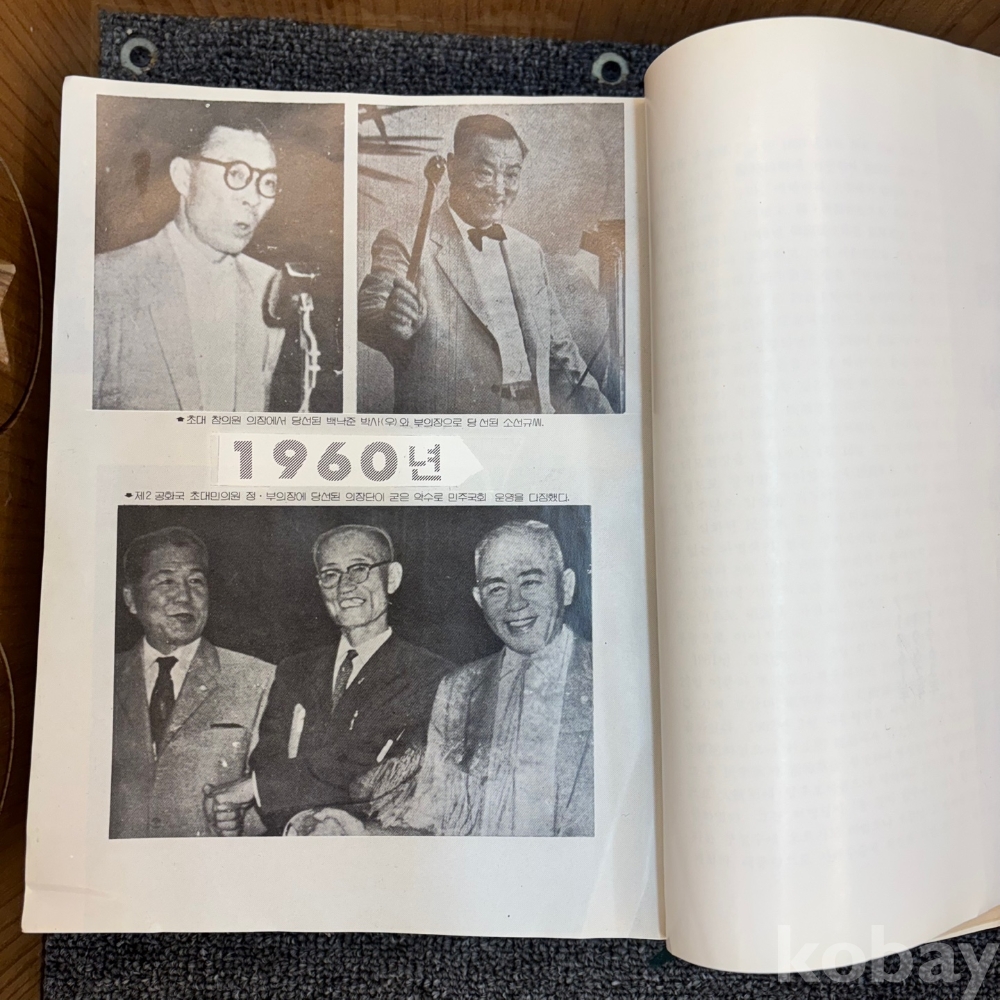 초대 참의원 의장에서 당선된 백낙준 박사(우)와 부의장으로 당선된 소선규씨.
1960년
제2공화국 초대민의원 정·부의장에 당선된 의장단이 굳은 악수로 민주국회 운영을 다짐했다.
kobay